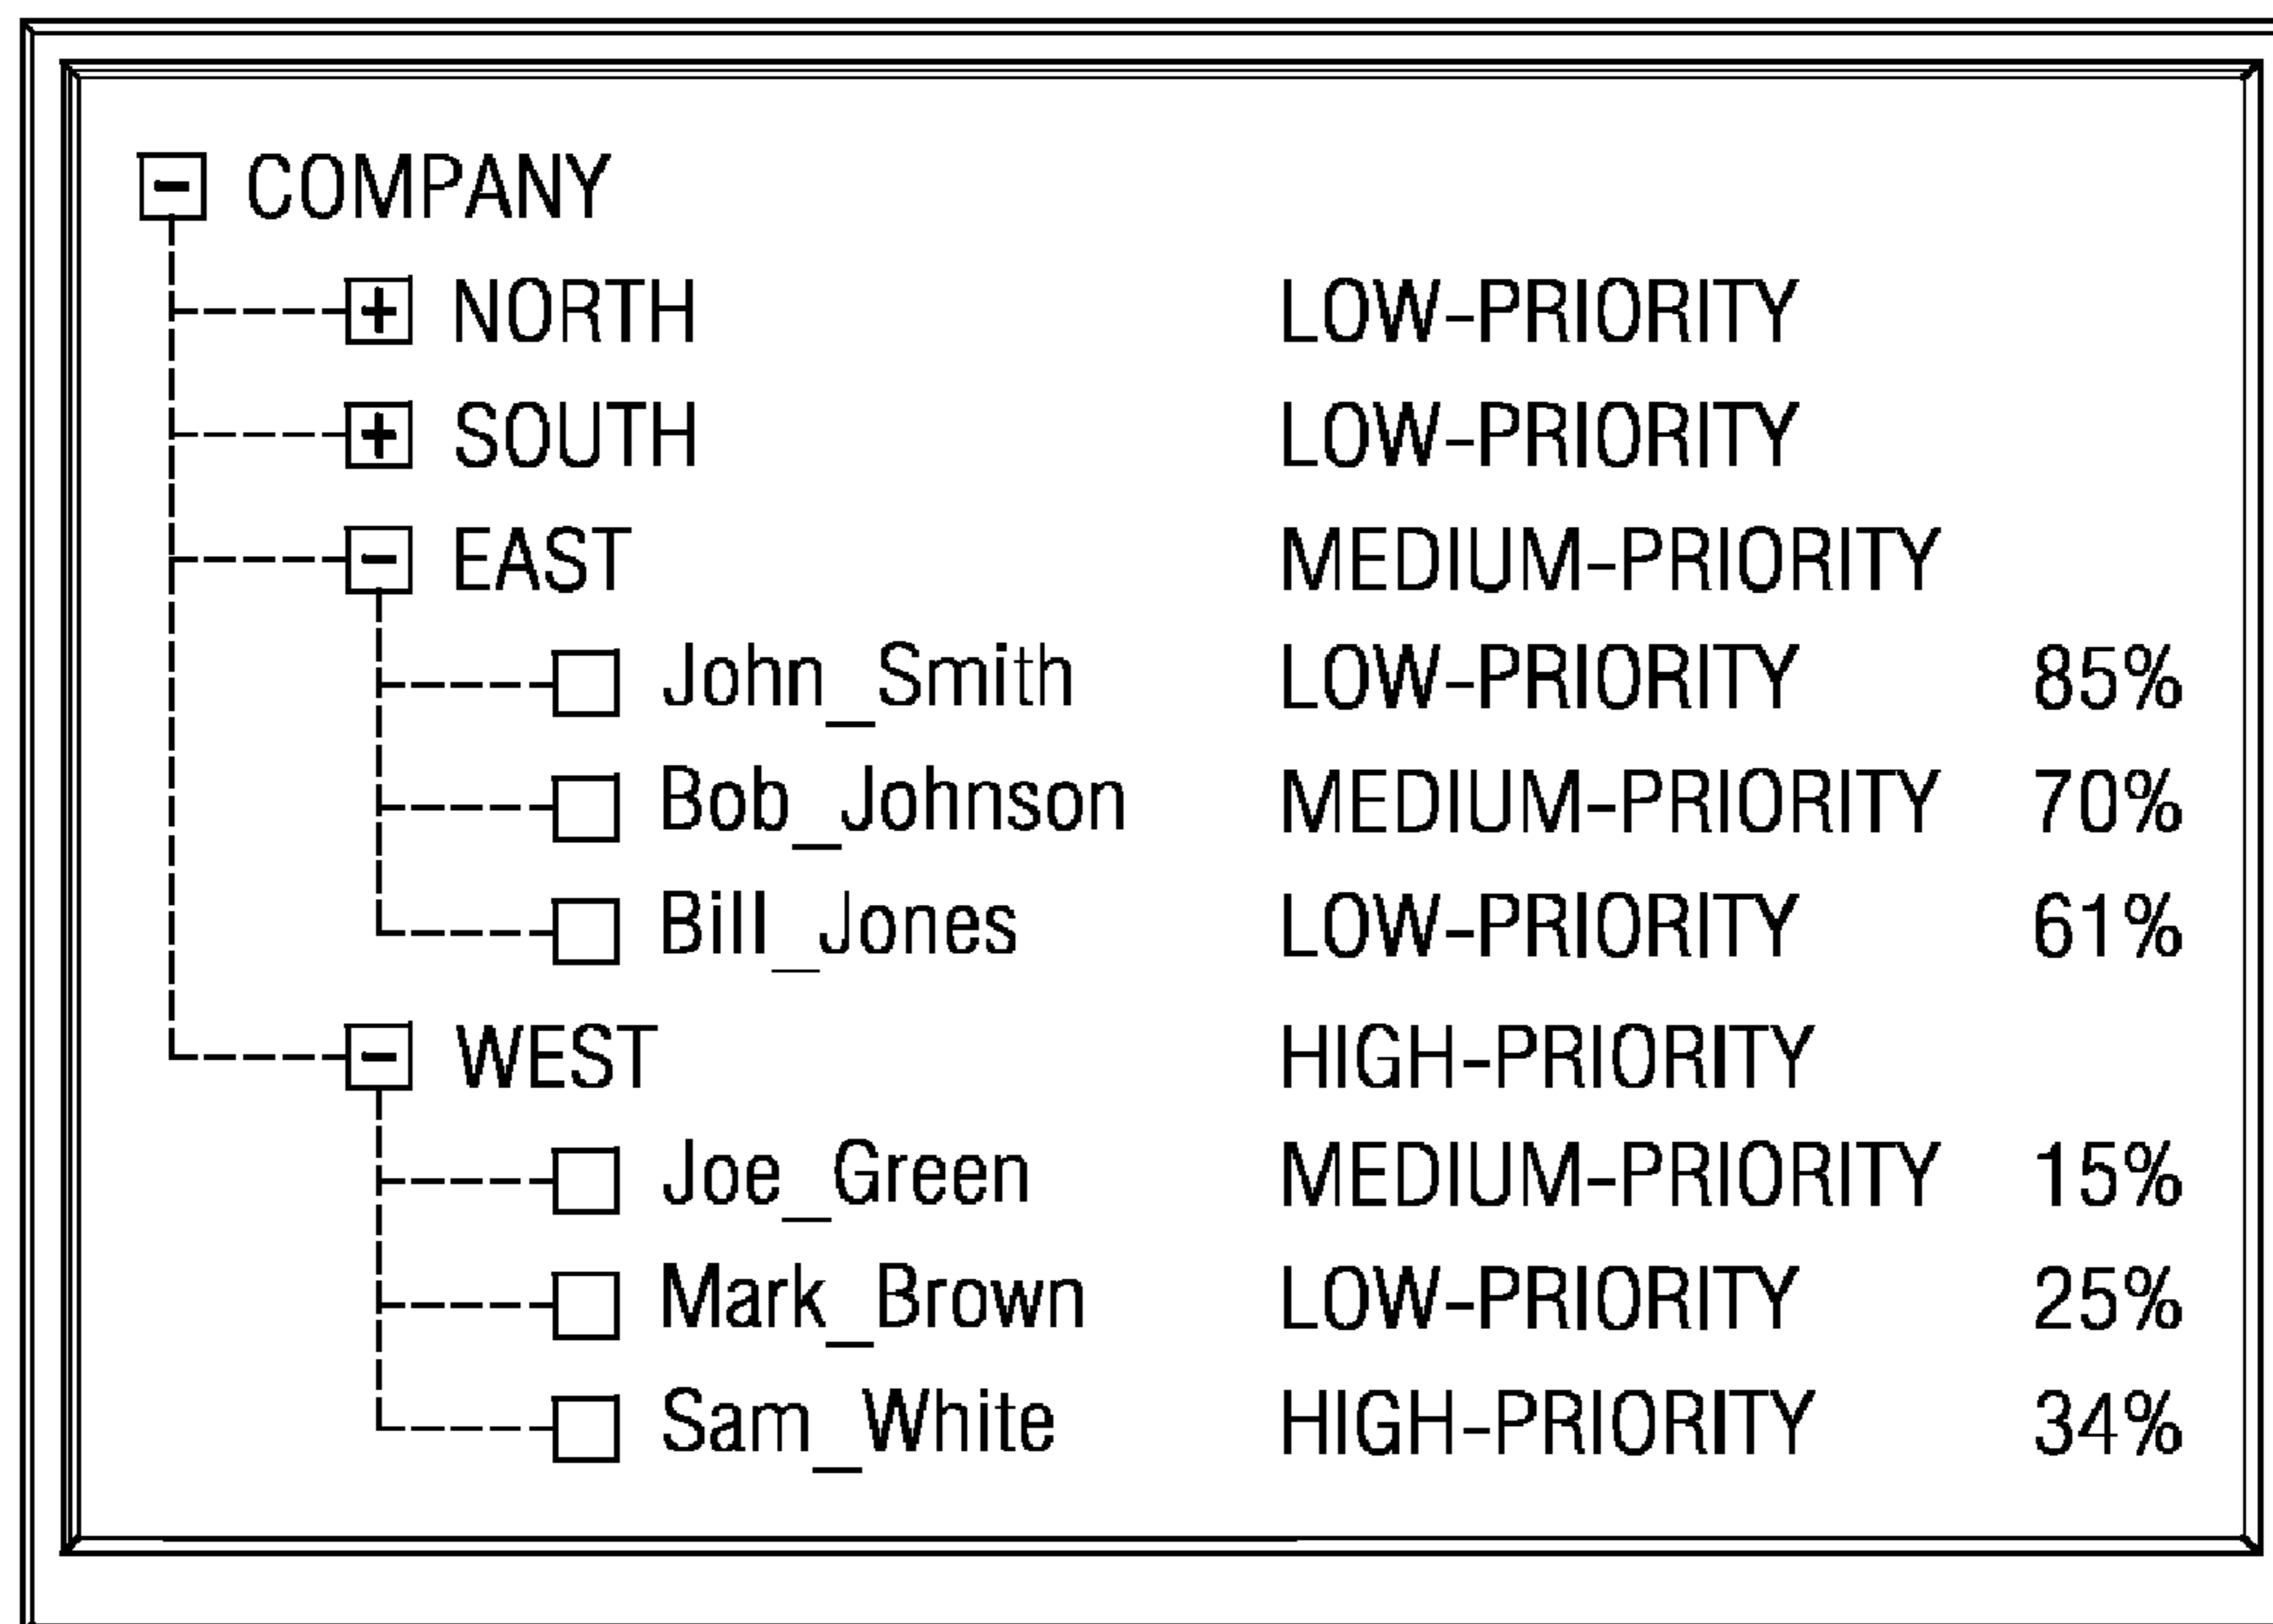 COMPANY
NORTH LOW-PRIORITY
SOUTH LOW-PRIORITY
EAST MEDIUM-PRIORITY
John_Smith LOW-PRIORITY 85%
Bob_Johnson MEDIUM-PRIORITY 70%
Bill_Jones LOW-PRIORITY 61%
WEST HIGH-PRIORITY
Joe_Green MEDIUM-PRIORITY 15%
Mark_Brown LOW-PRIORITY 25%
Sam_White HIGH-PRIORITY 34%